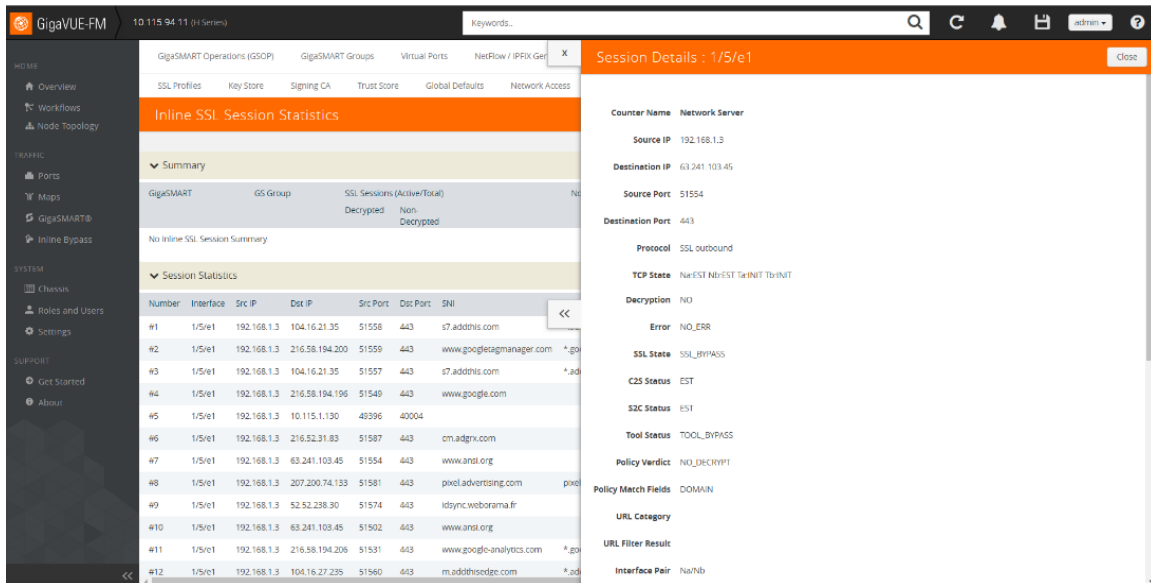 GigaVUE-FM
10.115.94.11 (H Series)
Keywords..
admin
HOME
Overview
Workflows
Node Topology
TRAFFIC
Ports
Maps
GigaSMART®
Inline Bypass
SYSTEM
Chassis
Roles and Users
Settings
SUPPORT
Get Started
About
GigaSMART Operations (GSOP) GigaSMART Groups Virtual Ports NetFlow / IPFIX Ger
SSL Profiles Key Store Signing CA Trust Store Global Defaults Network Access
Inline SSL Session Statistics
Summary
GigaSMART GS Group SSL Sessions (Active/Total) No
Decrypted Non-
Decrypted
No Inline SSL Session Summary
Session Statistics
Number Interface Src IP Dst IP Src Port Dst Port SNI
#1 1/5/e1 192.168.1.3 104.16.21.35 51558 443 s7.addthis.com
#2 1/5/e1 192.168.1.3 216.58.194.200 51559 443 www.googletagmanager.com *.goo
#3 1/5/e1 192.168.1.3 104.16.21.35 51557 443 s7.addthis.com *.add
#4 1/5/e1 192.168.1.3 216.58.194.196 51549 443 www.google.com
#5 1/5/e1 192.168.1.3 10.115.1.130 49396 40004
#6 1/5/e1 192.168.1.3 216.52.31.83 51587 443 cm.adgrx.com
#7 1/5/e1 192.168.1.3 63.241.103.45 51554 443 www.ansi.org
#8 1/5/e1 192.168.1.3 207.200.74.133 51581 443 pixel.advertising.com pixel
#9 1/5/e1 192.168.1.3 52.52.238.30 51574 443 idsync.weborama.fr
#10 1/5/e1 192.168.1.3 63.241.103.45 51502 443 www.ansi.org
#11 1/5/e1 192.168.1.3 216.58.194.206 51531 443 www.google-analytics.com *.goo
#12 1/5/e1 192.168.1.3 104.16.27.235 51560 443 m.addthisedge.com *.add
x
Session Details : 1/5/e1
Close
Counter Name Network Server
Source IP 192.168.1.3
Destination IP 63.241.103.45
Source Port 51554
Destination Port 443
Protocol SSL outbound
TCP State Na:EST Nb:EST Ta:INIT Tb:INIT
Decryption NO
Error NO_ERR
SSL State SSL_BYPASS
C2S Status EST
S2C Status EST
Tool Status TOOL_BYPASS
Policy Verdict NO_DECRYPT
Policy Match Fields DOMAIN
URL Category
URL Filter Result
Interface Pair Na/Nb